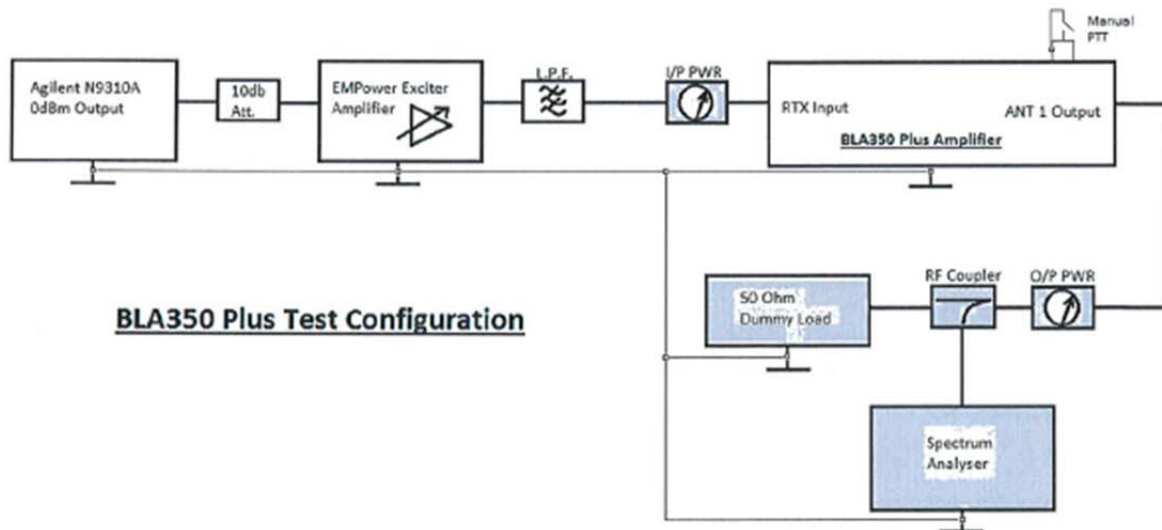 Manual
PTT
L.P.F.
I/P PWR
Agilent N9310A
0dBm Output
10db
Att.
EMPower Exciter
Amplifier
RTX Input
ANT 1 Output
BLA350 Plus Amplifier
RF Coupler
O/P PWR
50 Ohm
Dummy Load
BLA350 Plus Test Configuration
Spectrum
Analyser